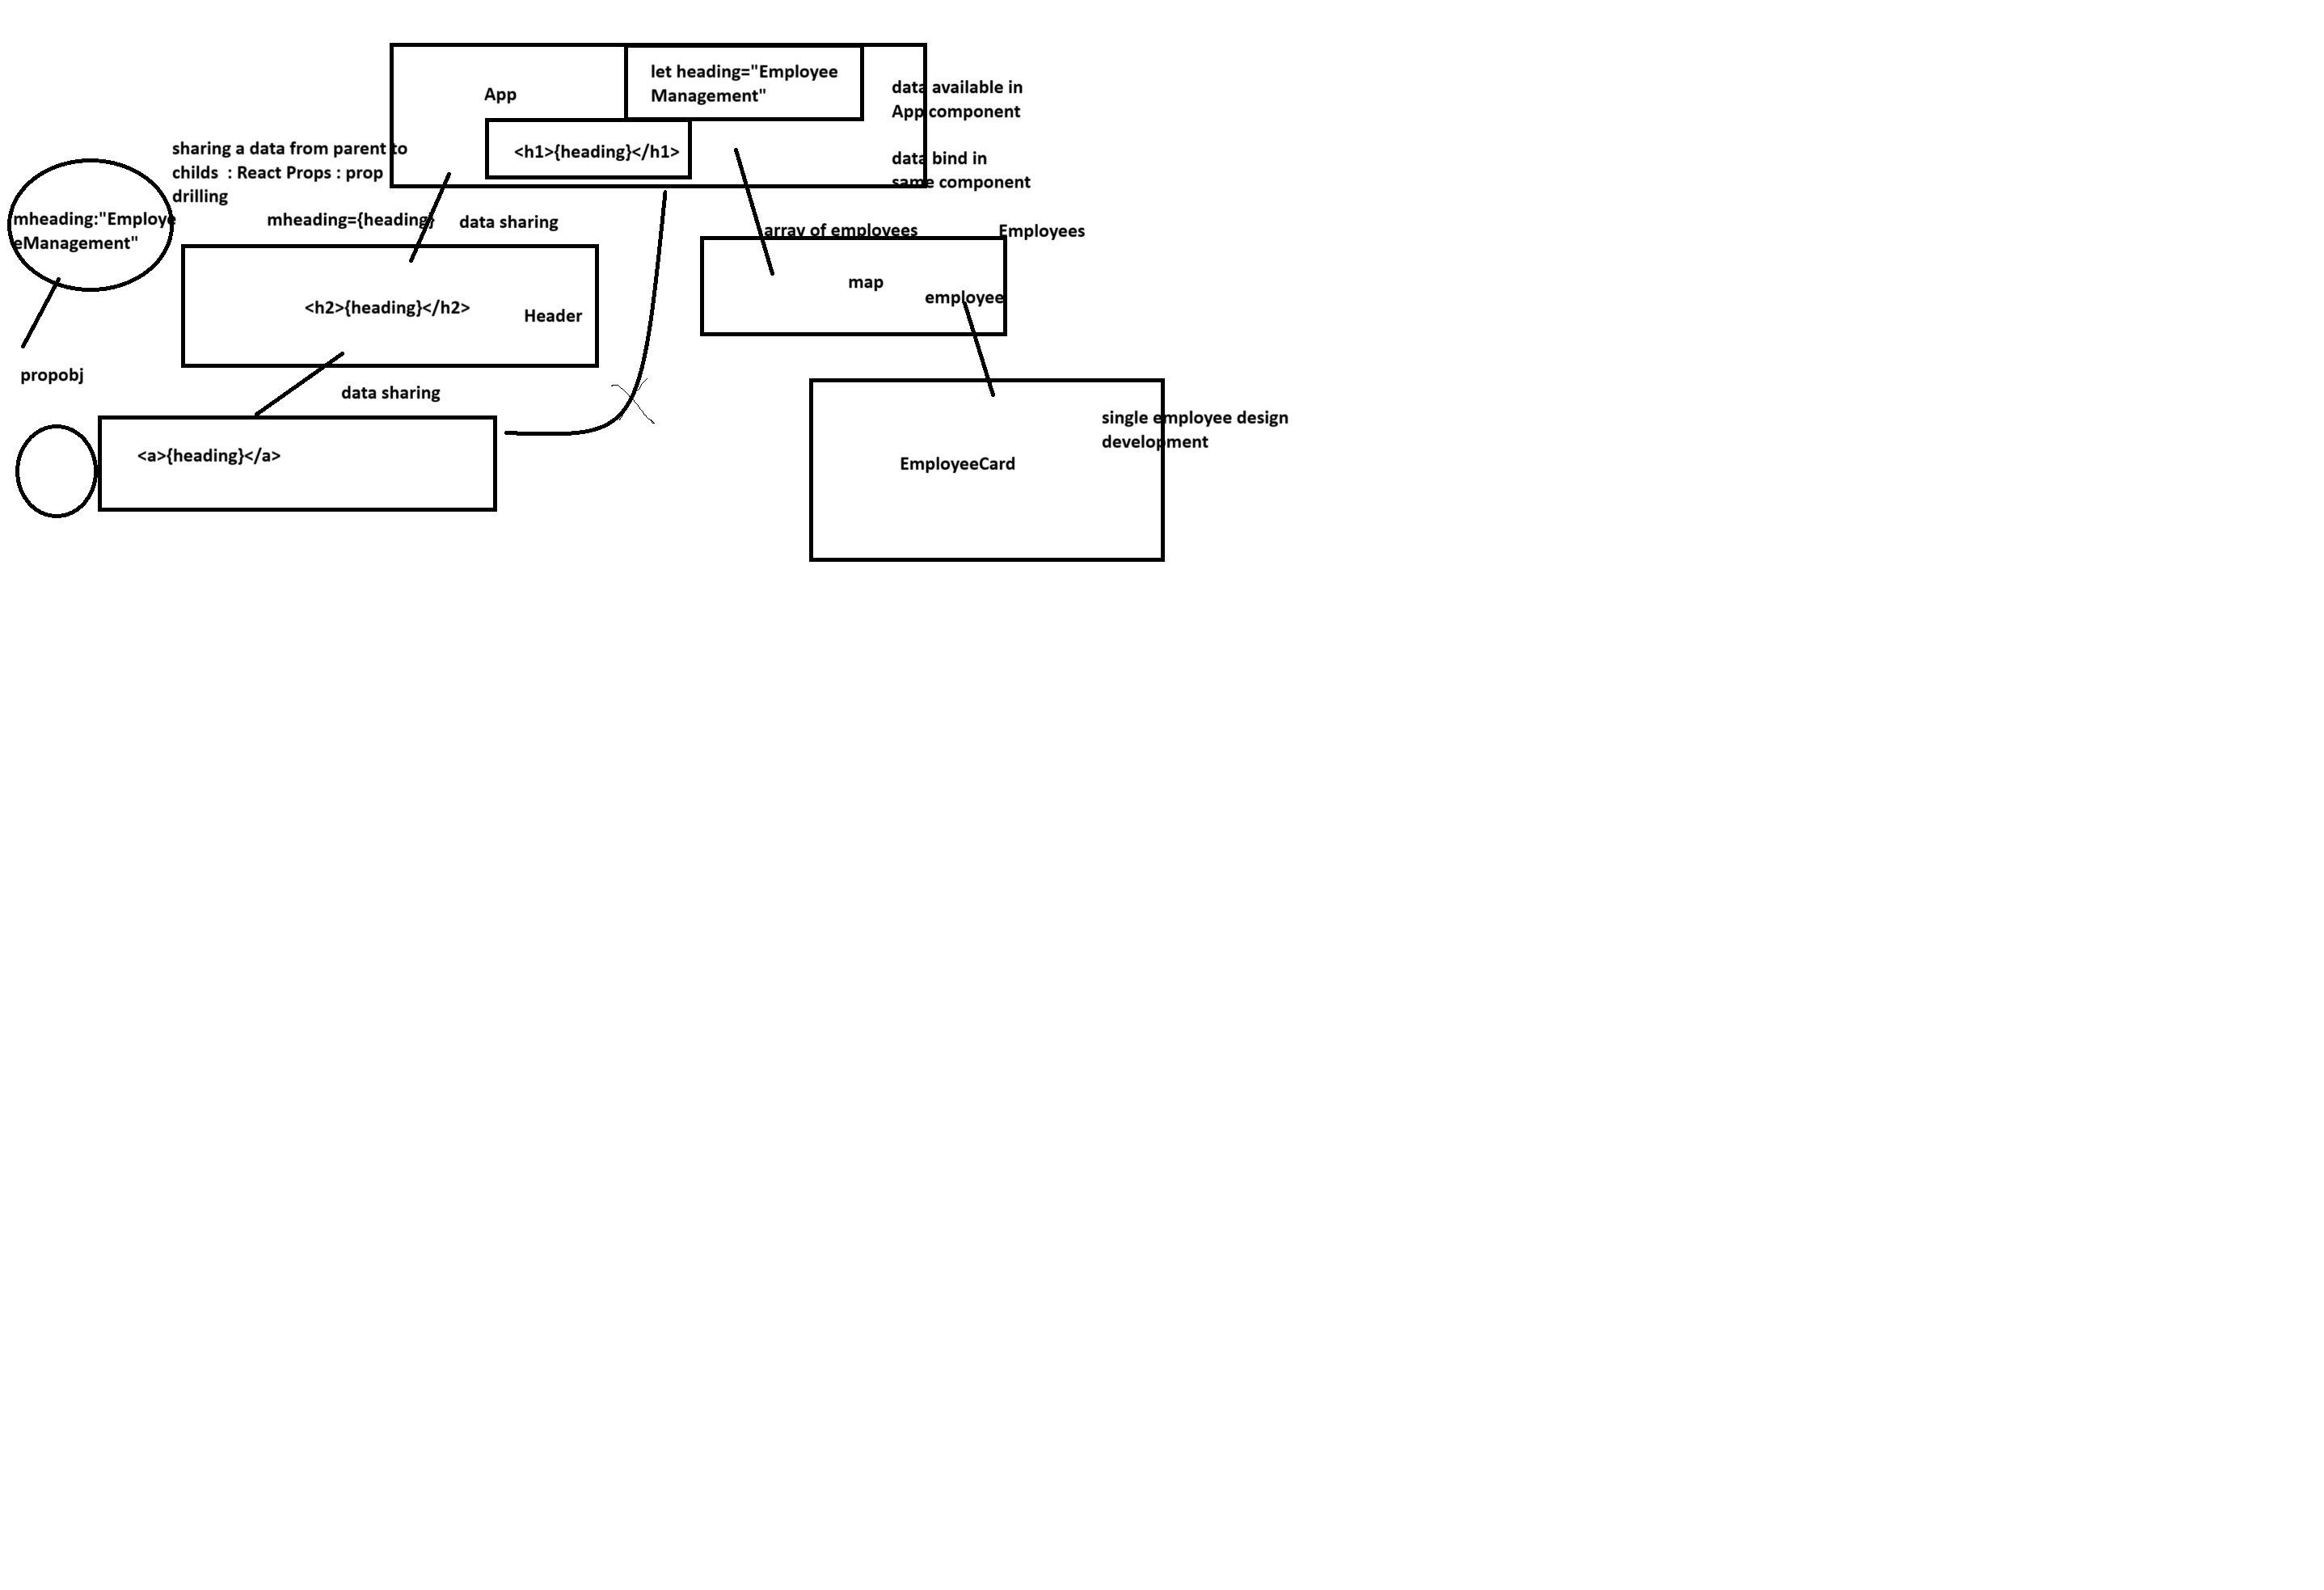 let heading="Employee
Management"
App
data available in
App component
<h1>{heading}</h1>
data bind in
same component
sharing a data from parent to
childs  : React Props : prop
drilling
mheading:"Employe
eManagement"
mheading={heading}
data sharing
array of employees
Employees
map
employee
<h2>{heading}</h2>
Header
propobj
data sharing
single employee design
development
<a>{heading}</a>
EmployeeCard